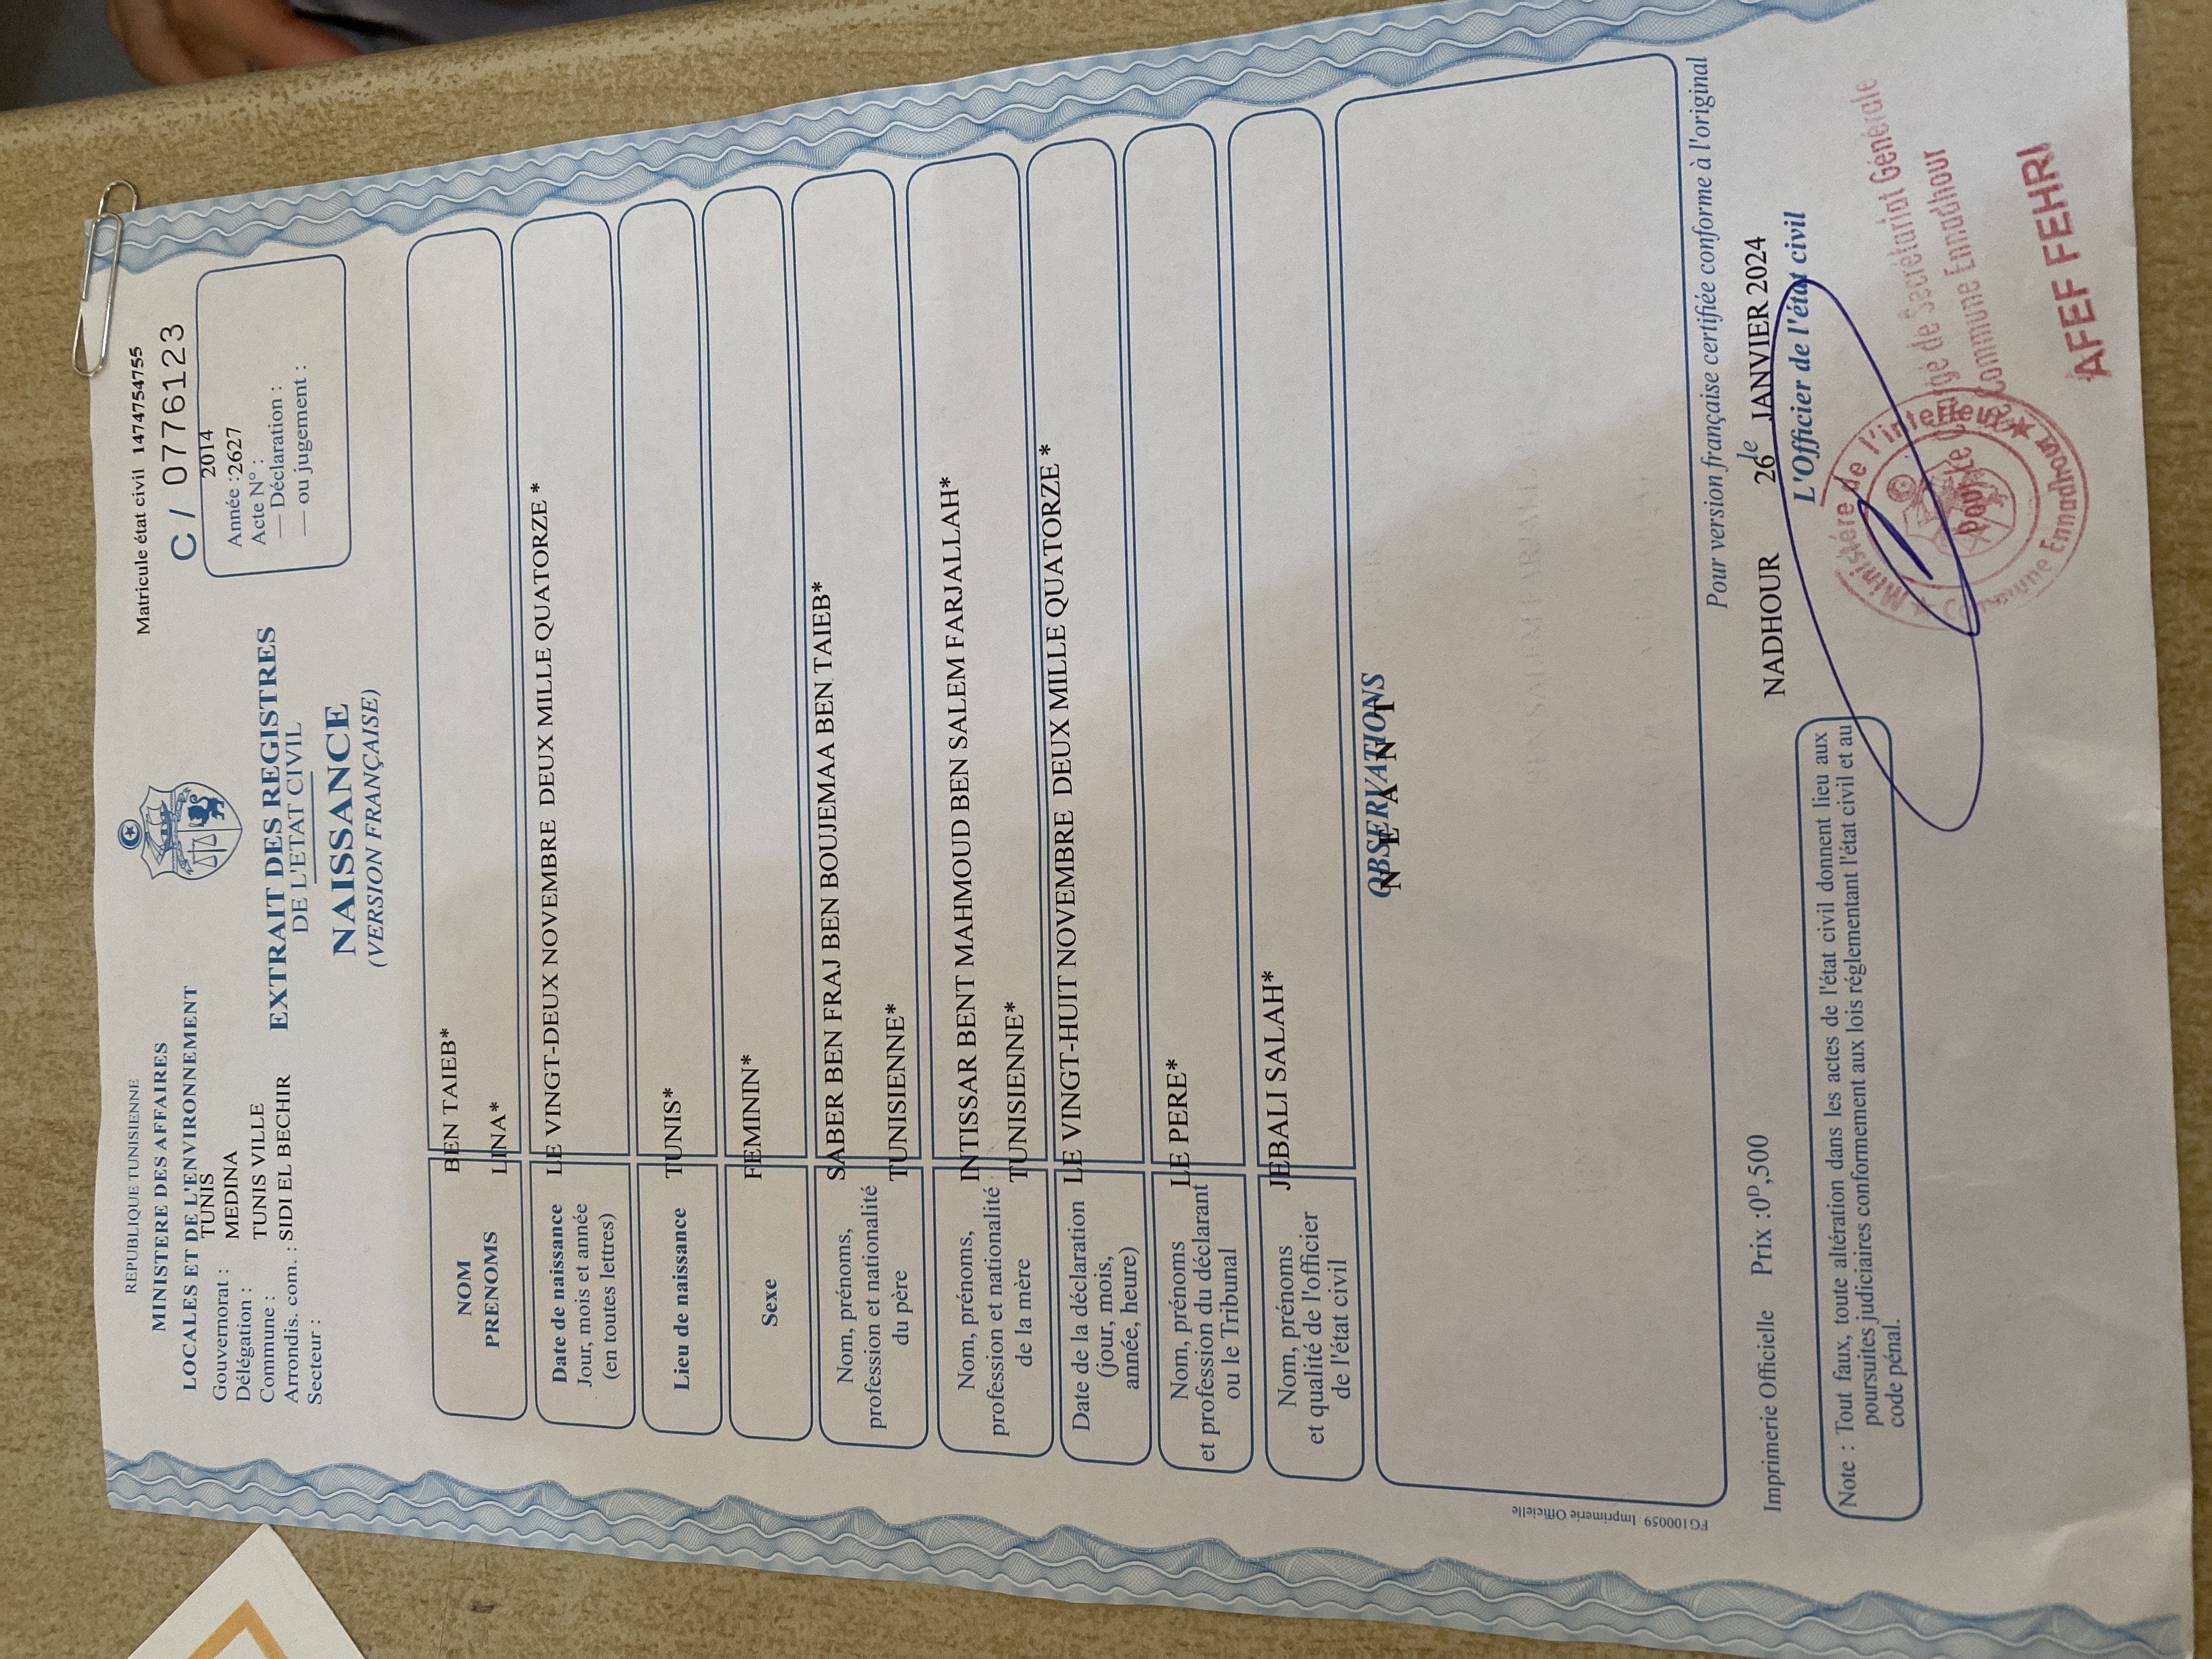 REPUBLIQUE TUNISIENNE
MINISTERE DES AFFAIRES
LOCALES ET DE L'ENVIRONNEMENT
Gouvernorat : TUNIS
Délégation : MEDINA
Commune : TUNIS VILLE
Arrondis. com. : SIDI EL BECHIR
Secteur :
Matricule état civil 1474754755
C / 0776123
2014
Année :2627
Acte N° :
— Déclaration :
— ou jugement :
EXTRAIT DES REGISTRES
DE L'ETAT CIVIL
NAISSANCE
(VERSION FRANÇAISE)
NOM BEN TAIEB*
PRENOMS LINA*
Date de naissance LE VINGT-DEUX NOVEMBRE DEUX MILLE QUATORZE *
Jour, mois et année
(en toutes lettres)
Lieu de naissance TUNIS*
Sexe FEMININ*
Nom, prénoms, SABER BEN FRAJ BEN BOUJEMAA BEN TAIEB*
profession et nationalité
du père TUNISIENNE*
Nom, prénoms, INTISSAR BENT MAHMOUD BEN SALEM FARJALLAH*
profession et nationalité
de la mère TUNISIENNE*
Date de la déclaration LE VINGT-HUIT NOVEMBRE DEUX MILLE QUATORZE *
(jour, mois,
année, heure)
Nom, prénoms LE PERE*
et profession du déclarant
ou le Tribunal
Nom, prénoms JEBALI SALAH*
et qualité de l'officier
de l'état civil
OBSERVATIONS
N E A N T
FG100059 Imprimerie Officielle
Pour version française certifiée conforme à l'original
NADHOUR le 26 JANVIER 2024
L'Officier de l'état civil
Imprimerie Officielle Prix :0D,500
Note : Tout faux, toute altération dans les actes de l'état civil donnent lieu aux
poursuites judiciaires conformement aux lois réglementant l'état civil et au
code pénal.
Ministère de l'interieur
Commune Ennadhour
de Secrétariat Générale
Commune Ennadhour
AFEF FEHRI